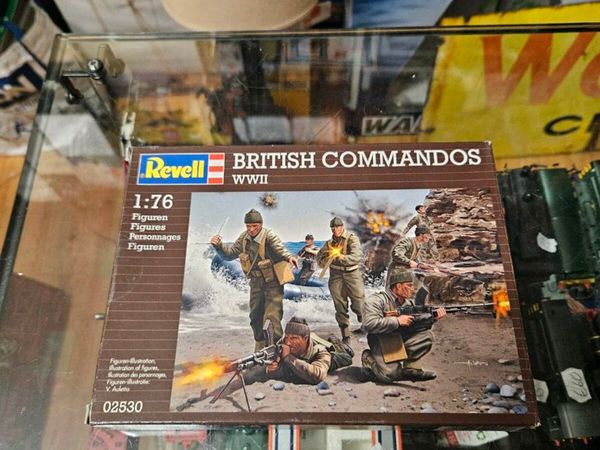 Revell
BRITISH COMMANDOS
WWII
1:76
Figuren
Figures
Personnages
Figuren
Figuren-Illustration,
Illustration of figures,
Illustration des personnages,
Figuren-illustratie:
V. Auletta
02530
WA
W
C